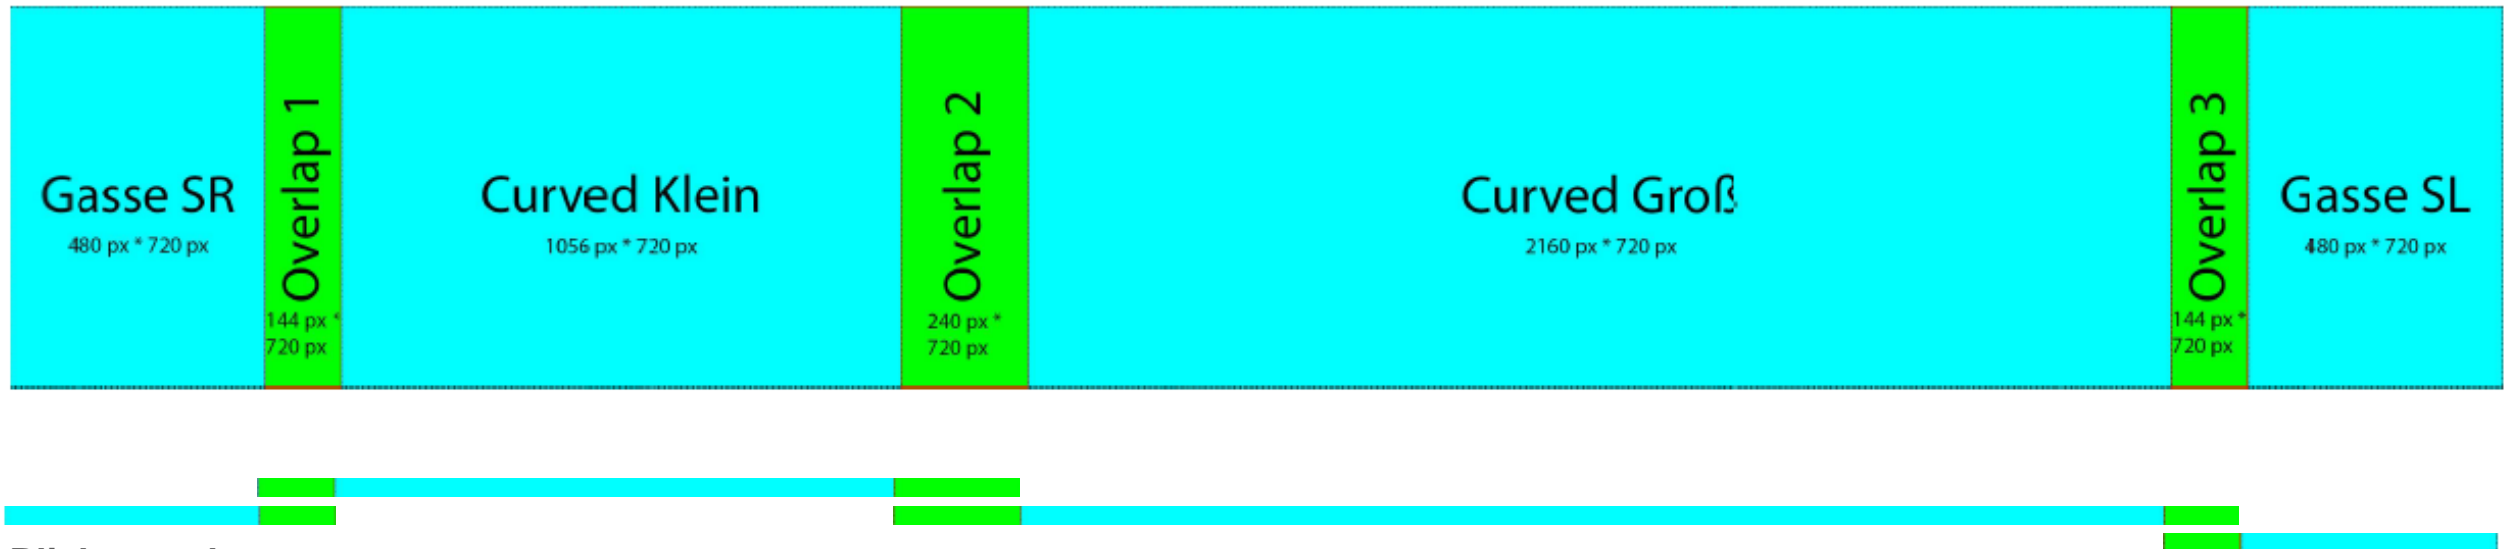 Gasse SR
480 px * 720 px
Overlap 1
144 px *
720 px
Curved Klein
1056 px * 720 px
Overlap 2
240 px *
720 px
Curved Groß
2160 px * 720 px
Overlap 3
144 px *
720 px
Gasse SL
480 px * 720 px